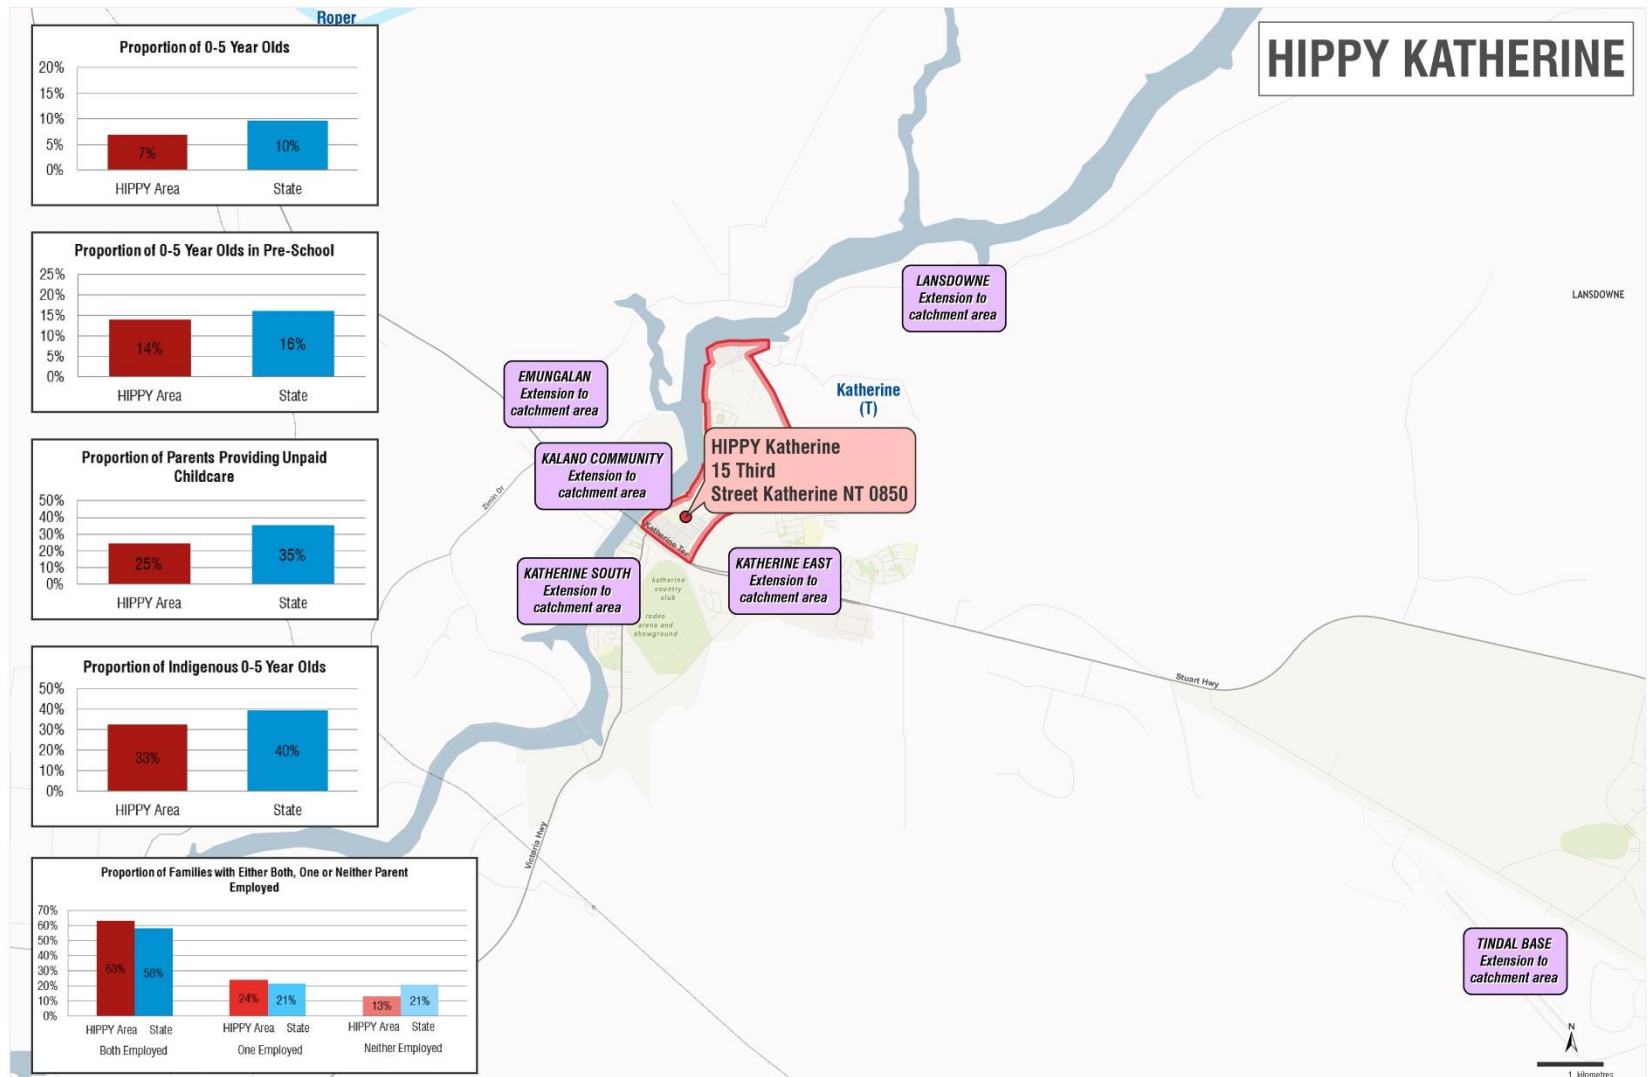 Roper
HIPPY KATHERINE
Proportion of 0-5 Year Olds
20%
15%
10%
5%
0%
7%
10%
HIPPY Area
State
Proportion of 0-5 Year Olds in Pre-School
25%
20%
15%
10%
5%
0%
14%
16%
HIPPY Area
State
Proportion of Parents Providing Unpaid
Childcare
50%
40%
30%
20%
10%
0%
25%
35%
HIPPY Area
State
Proportion of Indigenous 0-5 Year Olds
50%
40%
30%
20%
10%
0%
33%
40%
HIPPY Area
State
Proportion of Families with Either Both, One or Neither Parent
Employed
70%
60%
50%
40%
30%
20%
10%
0%
63%
58%
24%
21%
13%
21%
HIPPY Area
State
HIPPY Area
State
HIPPY Area
State
Both Employed
One Employed
Neither Employed
LANSDOWNE
Extension to
catchment area
LANSDOWNE
EMUNGALAN
Extension to
catchment area
Katherine
(T)
HIPPY Katherine
15 Third
Street Katherine NT 0850
KALANO COMMUNITY
Extension to
catchment area
Zimin Dr
Katherine Ter
KATHERINE SOUTH
Extension to
catchment area
KATHERINE EAST
Extension to
catchment area
katherine
country
club
rodeo
arena and
showground
Stuart Hwy
Victoria Hwy
TINDAL BASE
Extension to
catchment area
N
1 kilometres